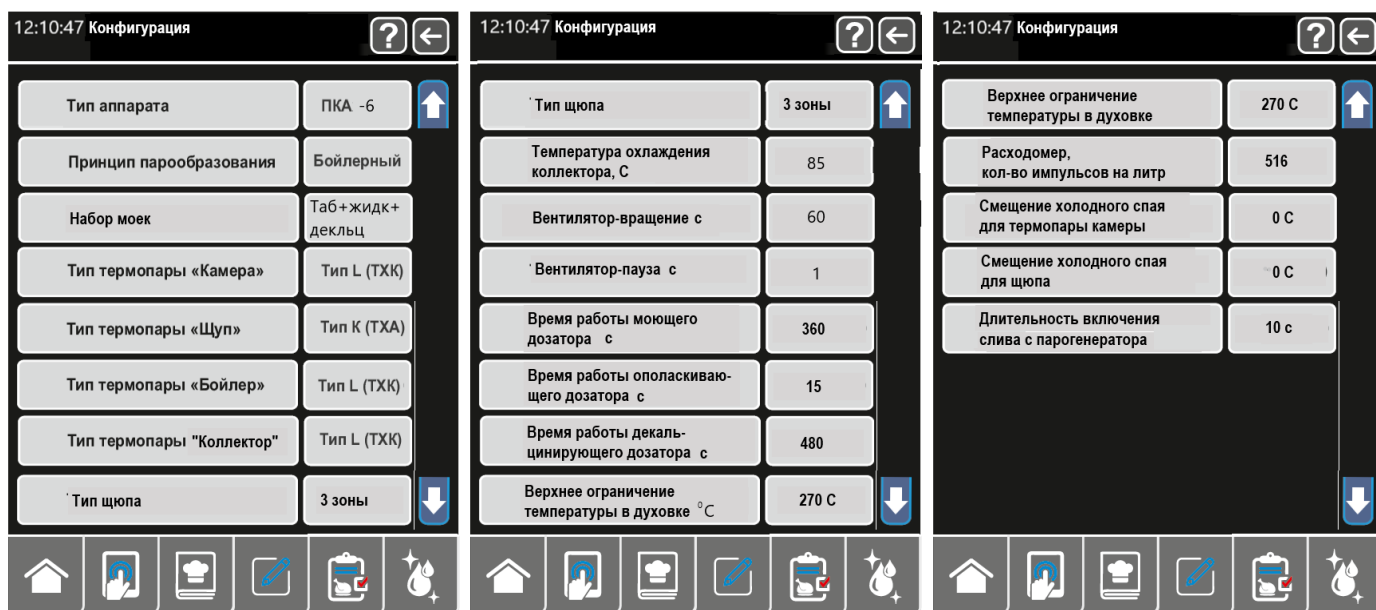 12:10:47 Конфигурация
?
Тип аппарата
ПКА -6
Принцип парообразования
Бойлерный
Набор моек
Таб+жидк+
декльц
Тип термопары «Камера»
Тип L (ТХК)
Тип термопары «Щуп»
Тип К (ТХА)
Тип термопары «Бойлер»
Тип L (ТХК)
Тип термопары "Коллектор"
Тип L (ТХК)
Тип щюпа
3 зоны
12:10:47 Конфигурация
?
Тип щюпа
3 зоны
Температура охлаждения
коллектора, С
85
Вентилятор-вращение с
60
Вентилятор-пауза с
1
Время работы моющего
дозатора с
360
Время работы ополаскиваю-
щего дозатора с
15
Время работы декаль-
цинирующего дозатора с
480
Верхнее ограничение
температуры в духовке °С
270 С
12:10:47 Конфигурация
?
Верхнее ограничение
температуры в духовке
270 С
Расходомер,
кол-во импульсов на литр
516
Смещение холодного спая
для термопары камеры
0 С
Смещение холодного спая
для щюпа
0 С
Длительность включения
слива с парогенератора
10 с